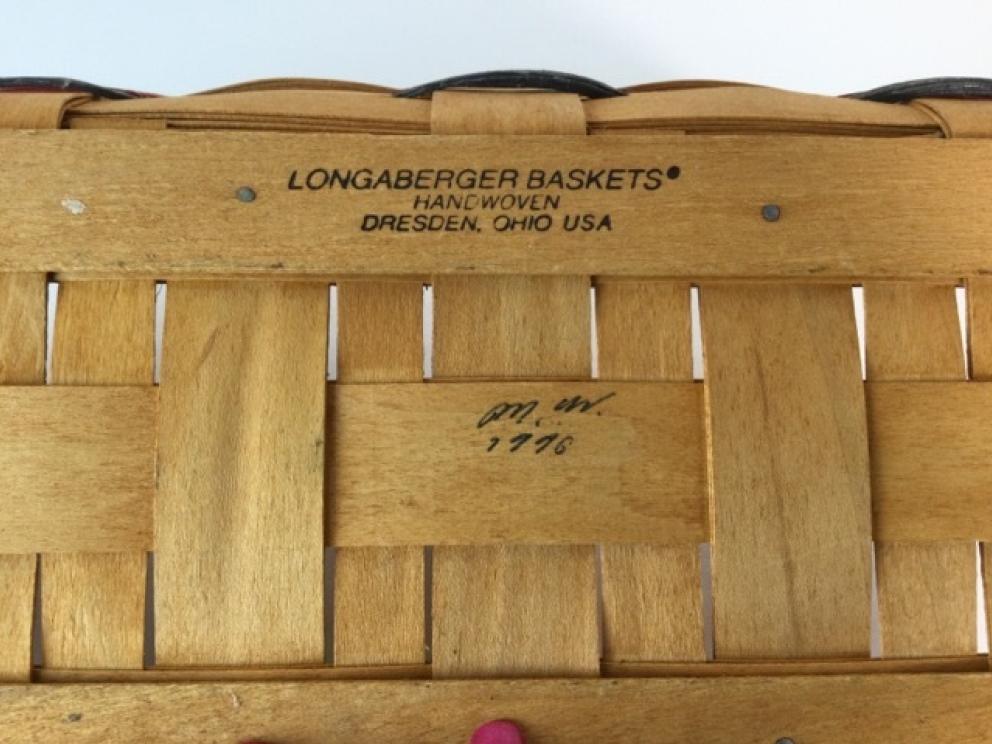 LONGABERGER BASKETS®
HANDWOVEN
DRESDEN, OHIO USA
1996